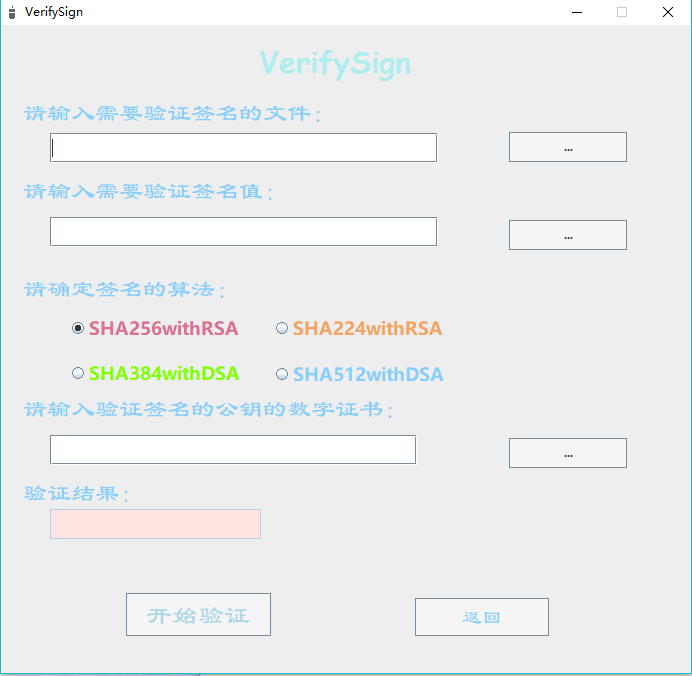 VerifySign
VerifySign
请输入需要验证签名的文件：
...
请输入需要验证签名值：
...
请确定签名的算法：
SHA256withRSA SHA224withRSA
SHA384withDSA SHA512withDSA
请输入验证签名的公钥的数字证书：
...
验证结果：
开始验证 返回